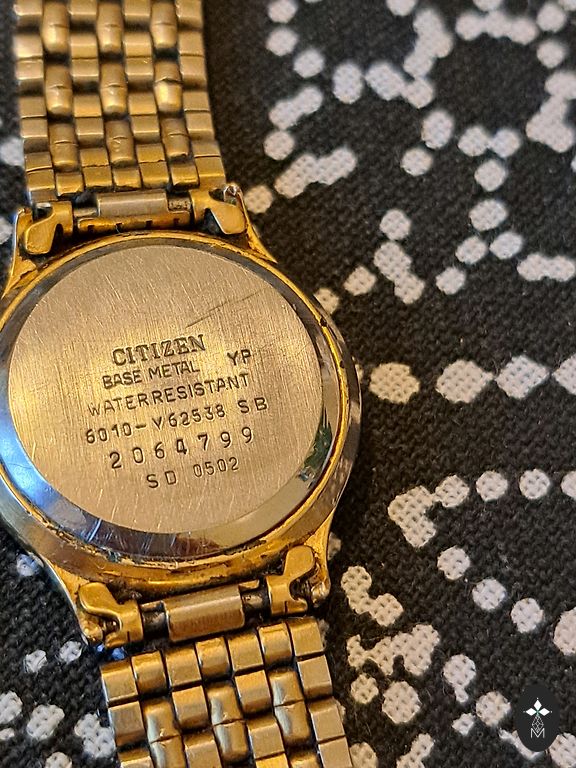 CITIZEN
BASE METAL YP
WATERRESISTANT
6010-V62538 SB
2064799
SD 0502
M